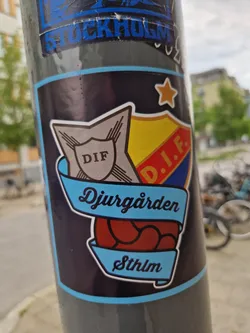 STOCKHOLM
DIF
D.I.F.
Djurgården
Sthlm